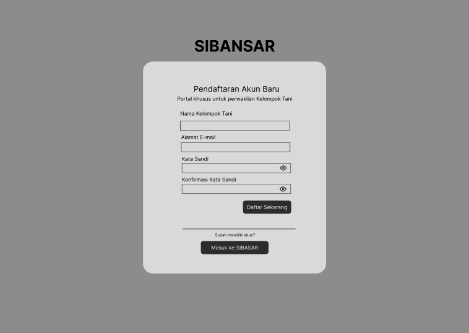 SIBANSAR
Pendaftaran Akun Baru
Portal khusus untuk perwakilan Kelompok Tani
Nama Kelompok Tani
Alamat E-mail
Kata Sandi
Konfirmasi Kata Sandi
Daftar Sekarang
Sudah memiliki akun?
Masuk ke SIBASAR